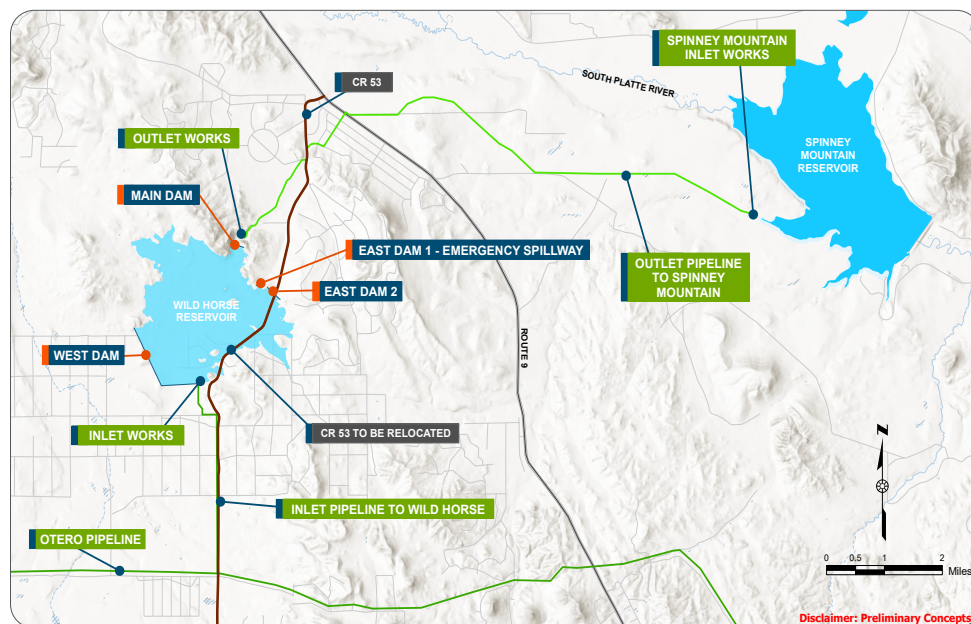 SPINNEY MOUNTAIN
INLET WORKS
SOUTH PLATTE RIVER
CR 53
OUTLET WORKS
SPINNEY
MOUNTAIN
RESERVOIR
MAIN DAM
EAST DAM 1 - EMERGENCY SPILLWAY
OUTLET PIPELINE
TO SPINNEY
MOUNTAIN
EAST DAM 2
WILD HORSE
RESERVOIR
ROUTE 9
WEST DAM
INLET WORKS
CR 53 TO BE RELOCATED
N
INLET PIPELINE TO WILD HORSE
OTERO PIPELINE
0 0.5 1 2
Miles
Disclaimer: Preliminary Concepts